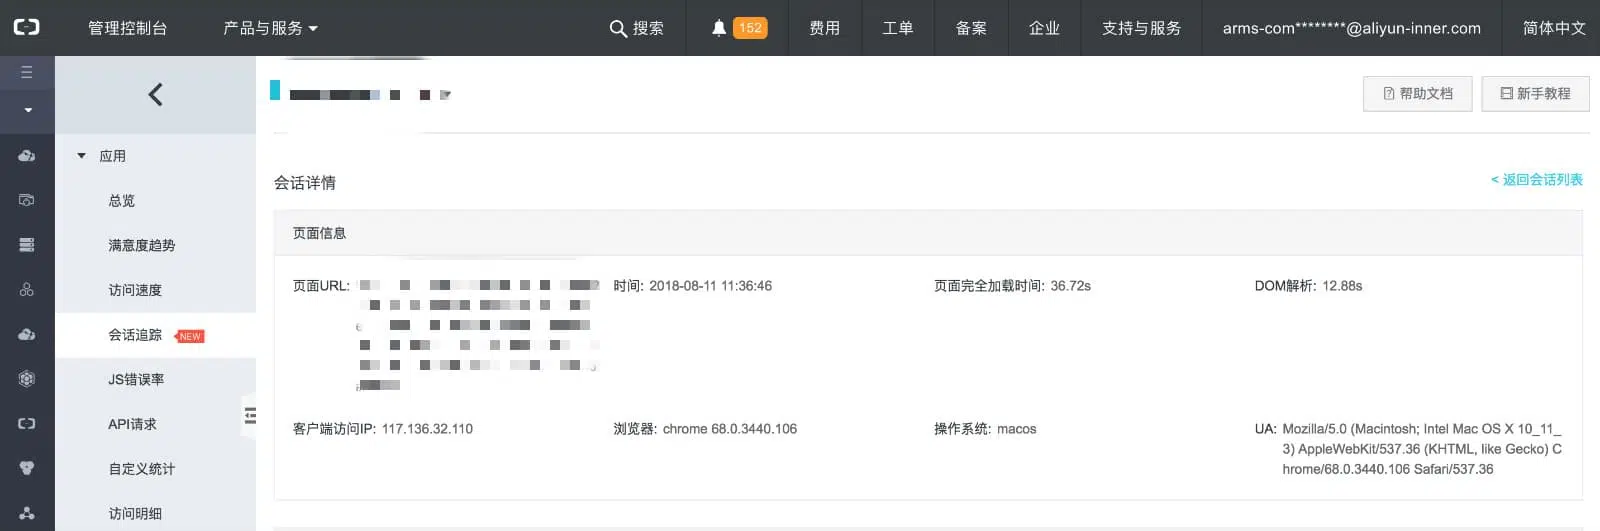 管理控制台 产品与服务 搜索 152 费用 工单 备案 企业 支持与服务 arms-com********@aliyun-inner.com 简体中文
帮助文档 新手教程
应用
总览
满意度趋势
访问速度
会话追踪 NEW
JS错误率
API请求
自定义统计
访问明细
会话详情 < 返回会话列表
页面信息
页面URL: 时间: 2018-08-11 11:36:46 页面完全加载时间: 36.72s DOM解析: 12.88s
客户端访问IP: 117.136.32.110 浏览器: chrome 68.0.3440.106 操作系统: macos UA: Mozilla/5.0 (Macintosh; Intel Mac OS X 10_11_
3) AppleWebKit/537.36 (KHTML, like Gecko) C
hrome/68.0.3440.106 Safari/537.36